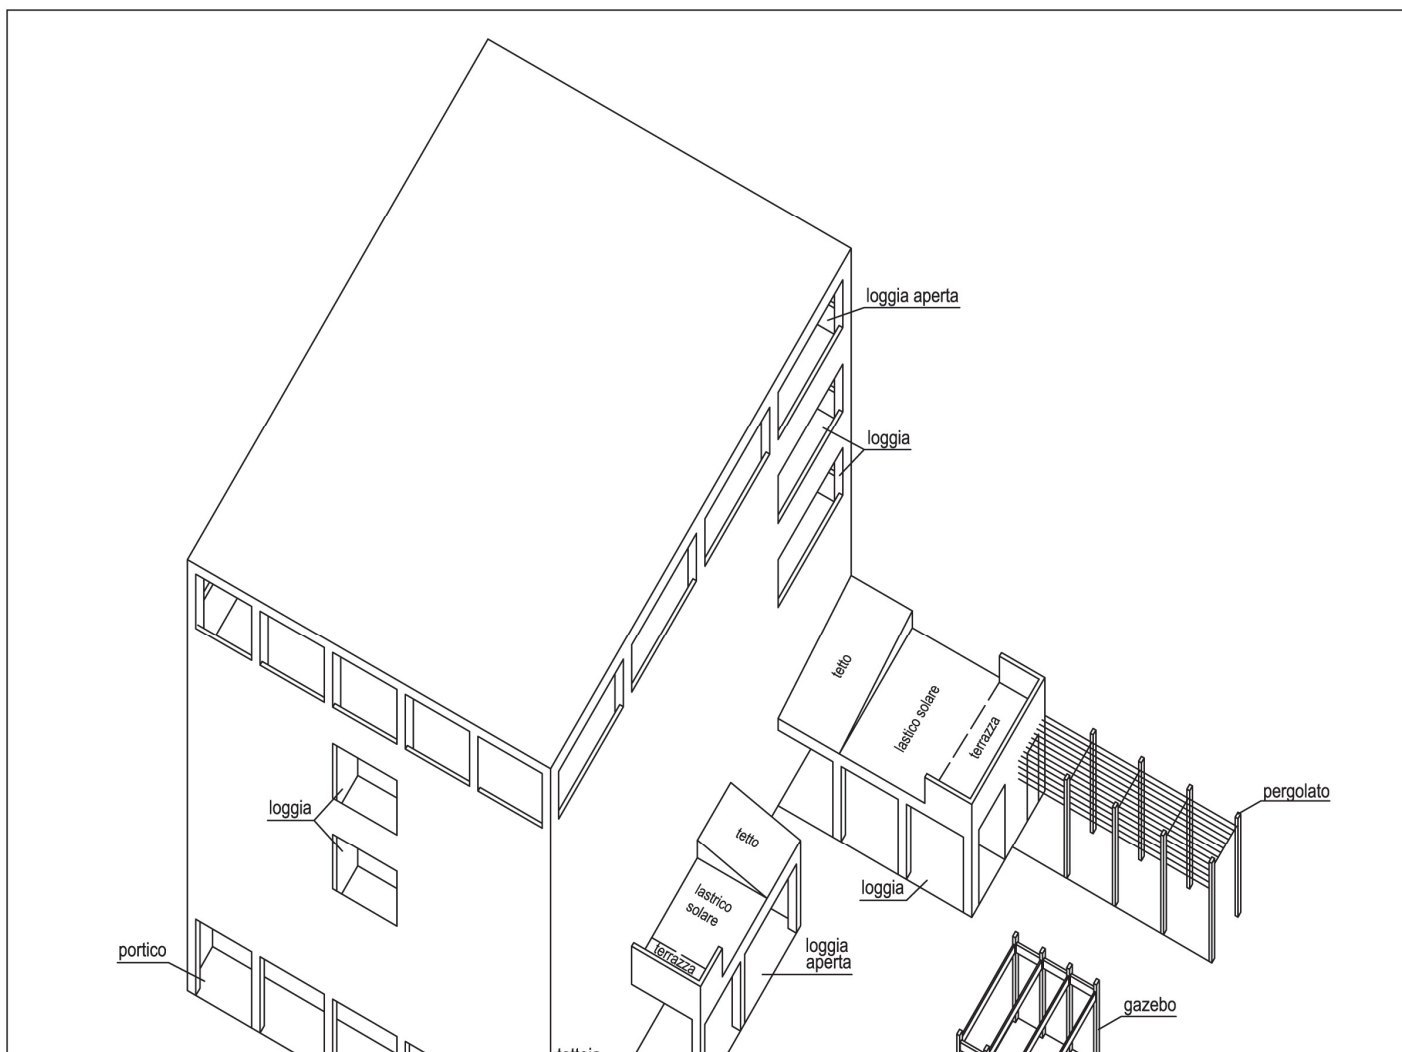 loggia aperta
loggia
tetto
lastico solare
terrazza
pergolato
loggia
tetto
loggia
lastrico
solare
portico
terrazza
loggia
aperta
gazebo